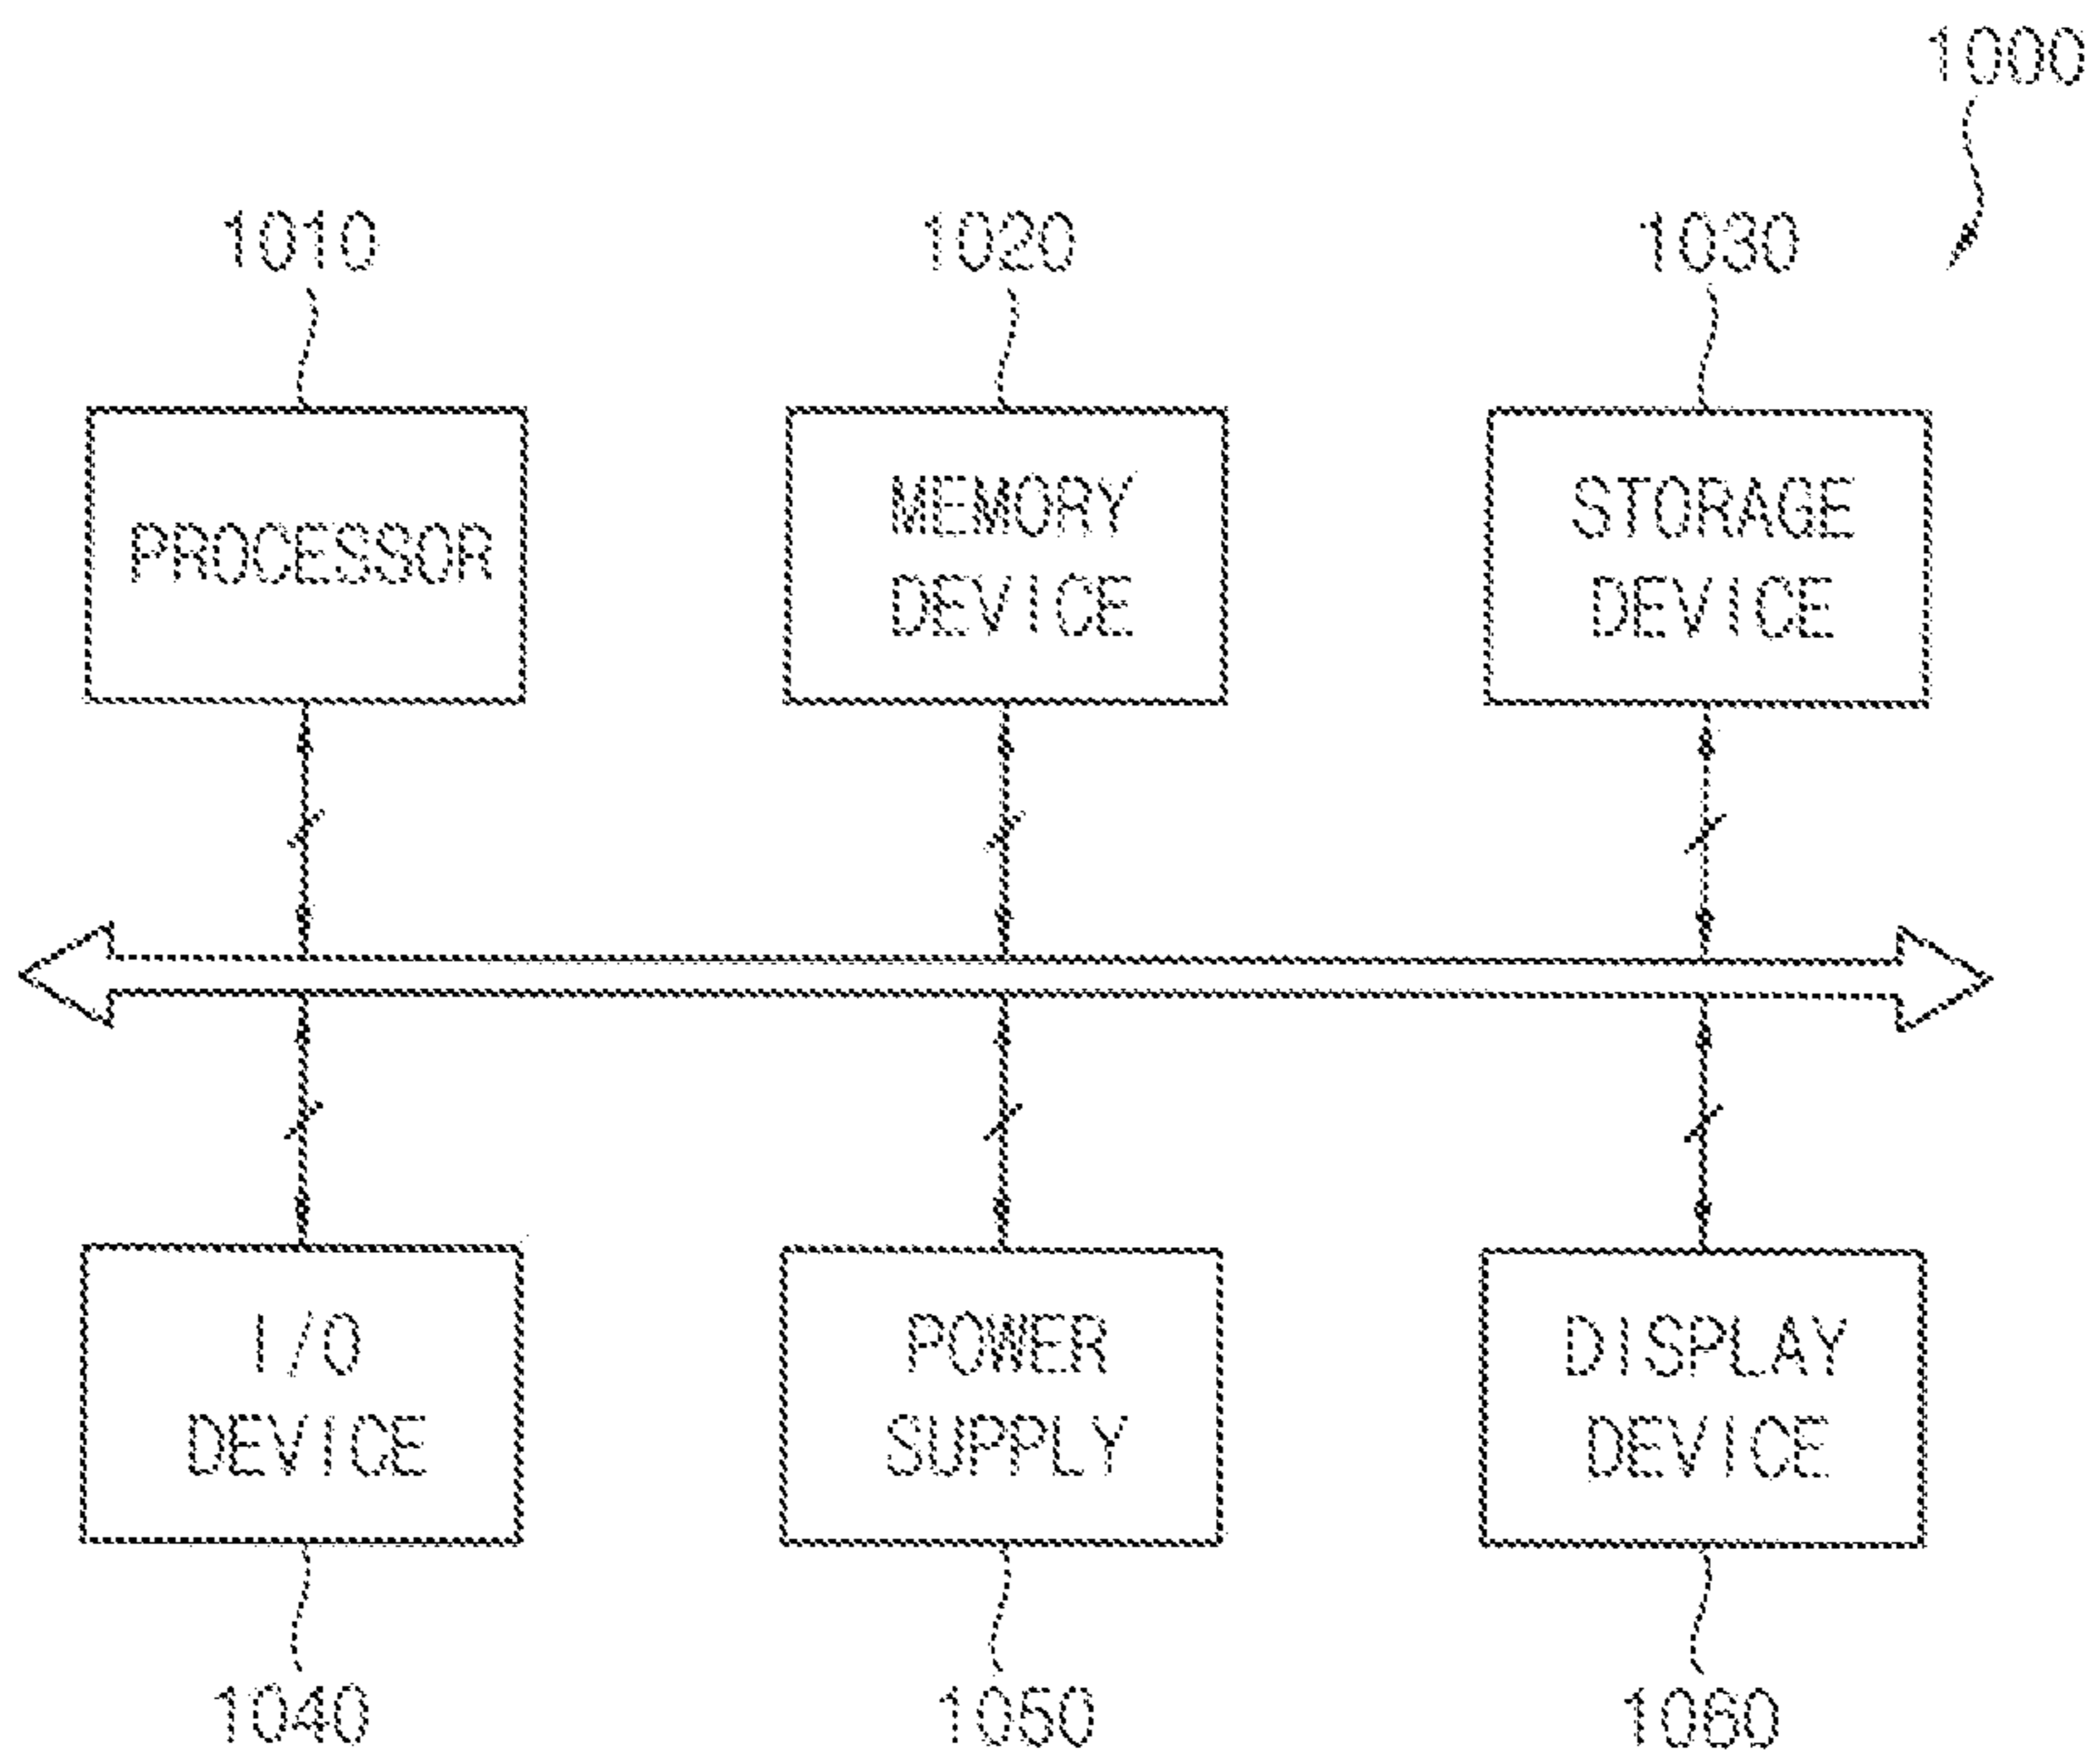 1000
1010
1020
1030
PROCESSOR
MEMORY
DEVICE
STORAGE
DEVICE
I/O
DEVICE
POWER
SUPPLY
DISPLAY
DEVICE
1040
1050
1060